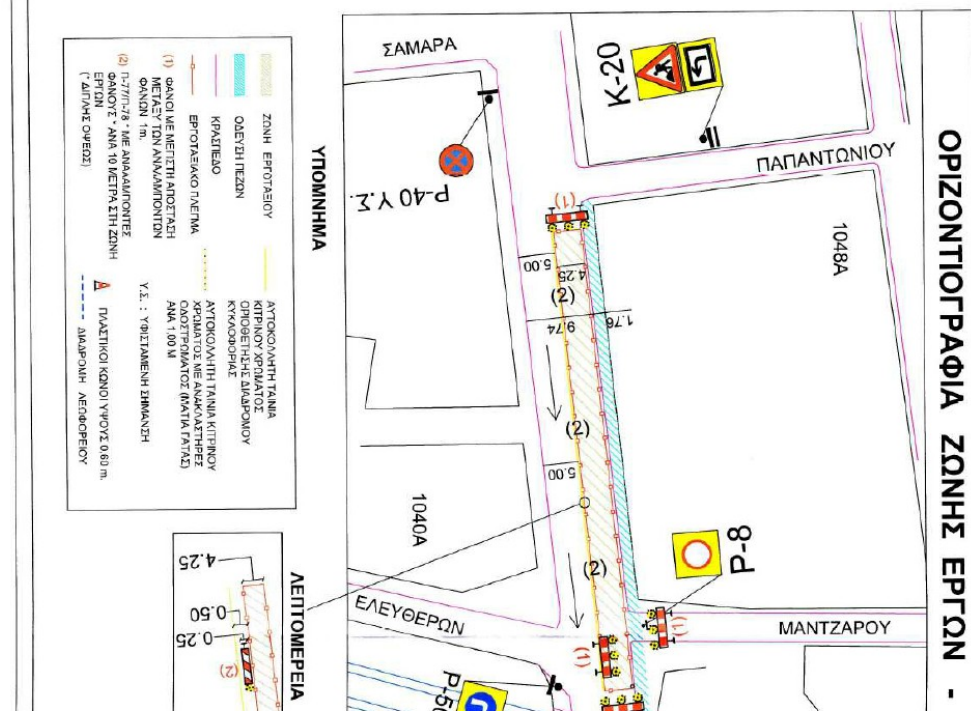 ΟΡΙΖΟΝΤΙΟΓΡΑΦΙΑ ΖΩΝΗΣ ΕΡΓΩΝ -
ΣΑΜΑΡΑ
Κ-20
ΠΑΠΑΝΤΩΝΙΟΥ
Ρ-40 Υ.Σ.
1048Α
(1)
5.00
4.25
(2)
9.74
1.76
(2)
5.00
1040Α
(2)
Ρ-8
ΕΛΕΥΘΕΡΩΝ
(1)
(1)
ΜΑΝΤΖΑΡΟΥ
ΥΠΟΜΝΗΜΑ
ΖΩΝΗ ΕΡΓΟΤΑΞΙΟΥ
ΟΔΕΥΣΗ ΠΕΖΩΝ
ΚΡΑΣΠΕΔΟ
ΕΡΓΟΤΑΞΙΑΚΟ ΠΛΕΓΜΑ
(1) ΦΑΝΟΙ ΜΕ ΜΕΓΙΣΤΗ ΑΠΟΣΤΑΣΗ
ΜΕΤΑΞΥ ΤΩΝ ΑΝΑΛΑΜΠΟΝΤΩΝ
ΦΑΝΩΝ 1m.
(2) Π-77/Π-78 * ΜΕ ΑΝΑΛΑΜΠΟΝΤΕΣ
ΦΑΝΟΥΣ * ΑΝΑ 10 ΜΕΤΡΑ ΣΤΗ ΖΩΝΗ
ΕΡΓΩΝ
(* ΔΙΠΛΗΣ ΟΨΕΩΣ)
ΑΥΤΟΚΟΛΛΗΤΗ ΤΑΙΝΙΑ
ΚΙΤΡΙΝΟΥ ΧΡΩΜΑΤΟΣ
ΟΡΙΟΘΕΤΗΣΗΣ ΔΙΑΔΡΟΜΟΥ
ΚΥΚΛΟΦΟΡΙΑΣ
ΑΥΤΟΚΟΛΛΗΤΗ ΤΑΙΝΙΑ ΚΙΤΡΙΝΟΥ
ΧΡΩΜΑΤΟΣ ΜΕ ΑΝΑΚΛΑΣΤΗΡΕΣ
ΟΔΟΣΤΡΩΜΑΤΟΣ (ΜΑΤΙΑ ΓΑΤΑΣ)
ΑΝΑ 1,00 Μ
Υ.Σ. : ΥΦΙΣΤΑΜΕΝΗ ΣΗΜΑΝΣΗ
ΠΛΑΣΤΙΚΟΙ ΚΩΝΟΙ ΥΨΟΥΣ 0,60 m.
ΔΙΑΔΡΟΜΗ ΛΕΩΦΟΡΕΙΟΥ
ΛΕΠΤΟΜΕΡΕΙΑ
4.25
0.50
0.25
(2)